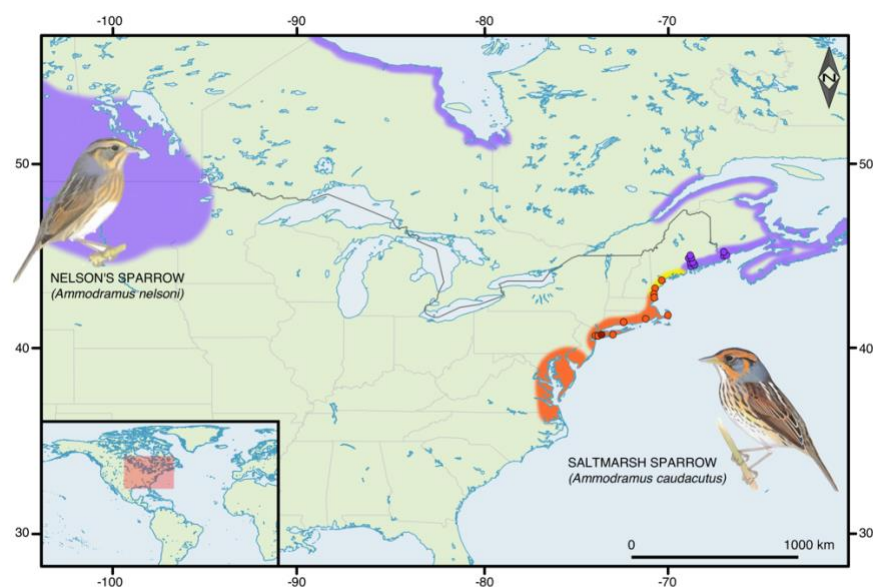 -100 -90 -80 -70
50 50
NELSON'S SPARROW
(Ammodramus nelsoni)
40 40
SALTMARSH SPARROW
(Ammodramus caudacutus)
30 30
0 1000 km
-100 -90 -80 -70
N